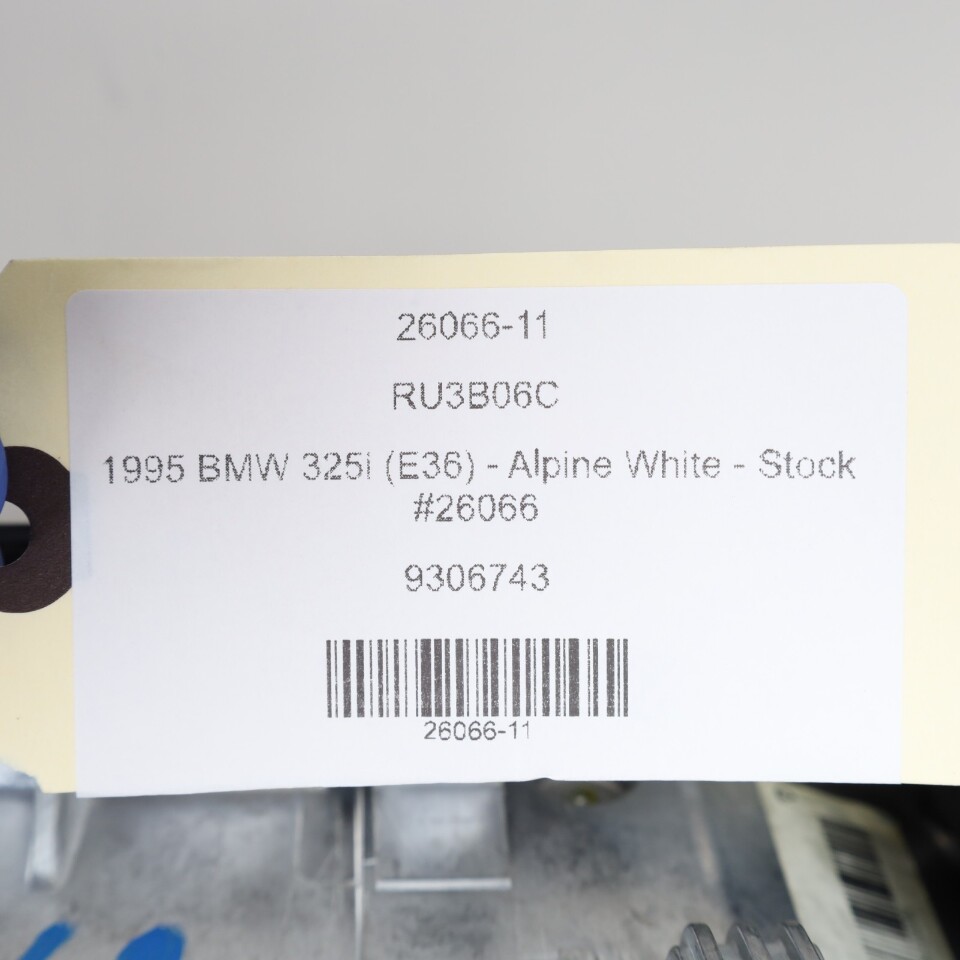 26066-11
RU3B06C
1995 BMW 325i (E36) - Alpine White - Stock
#26066
9306743
26066-11